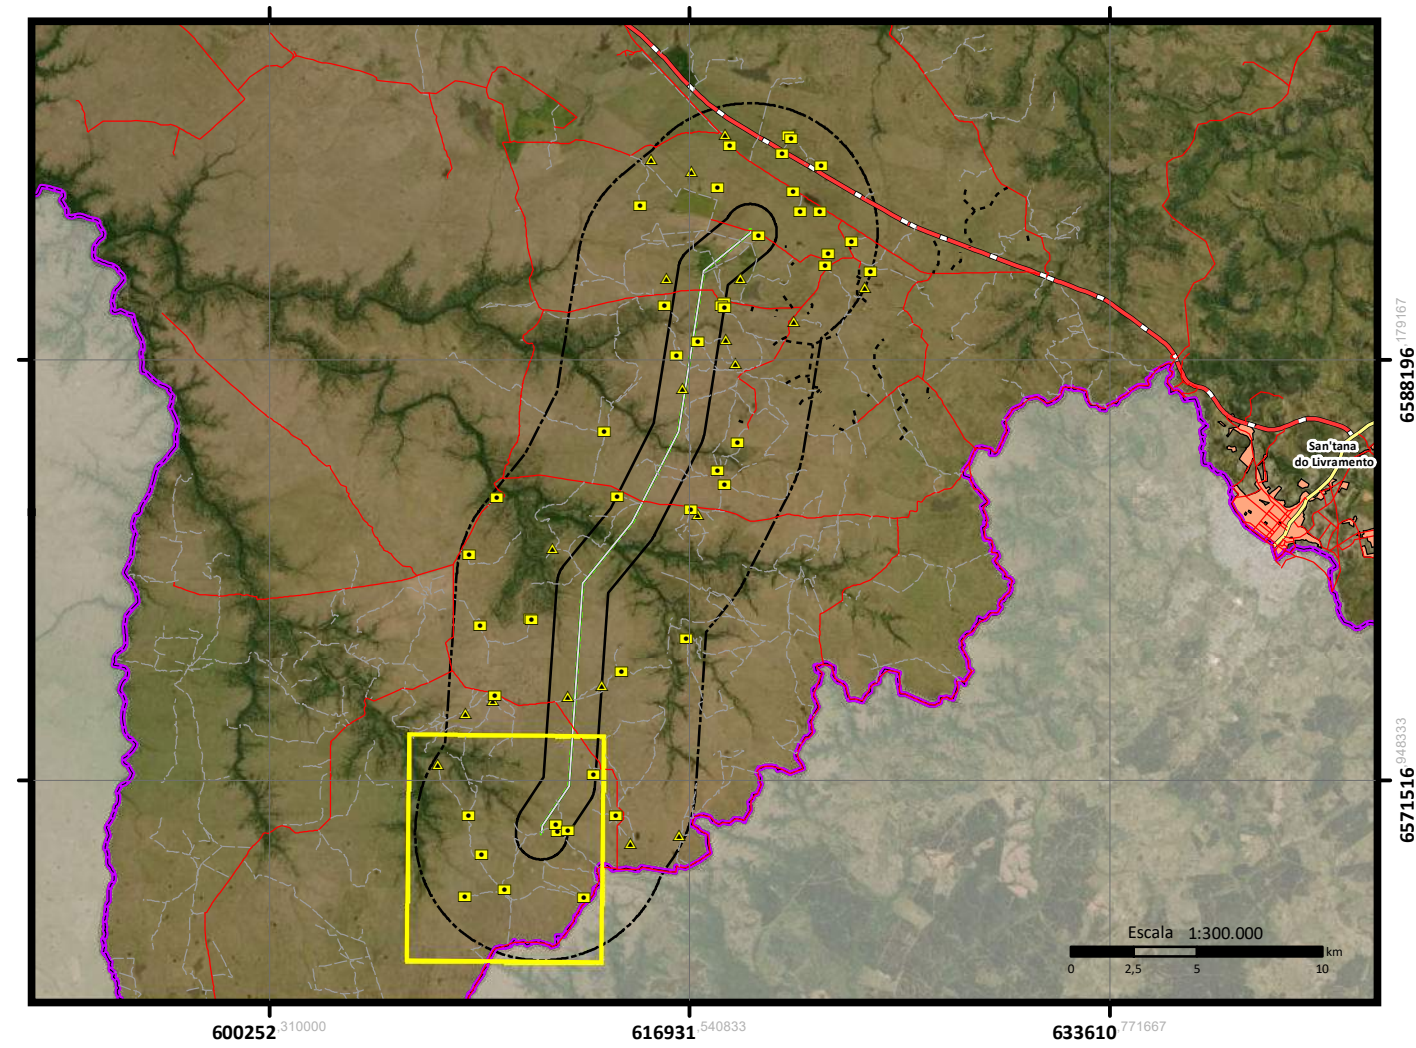 6588196,179167
San'tana
do Livramento
6571516,948333
Escala 1:300.000
km
0 2,5 5 10
600252,310000 616931,540833 633610,771667